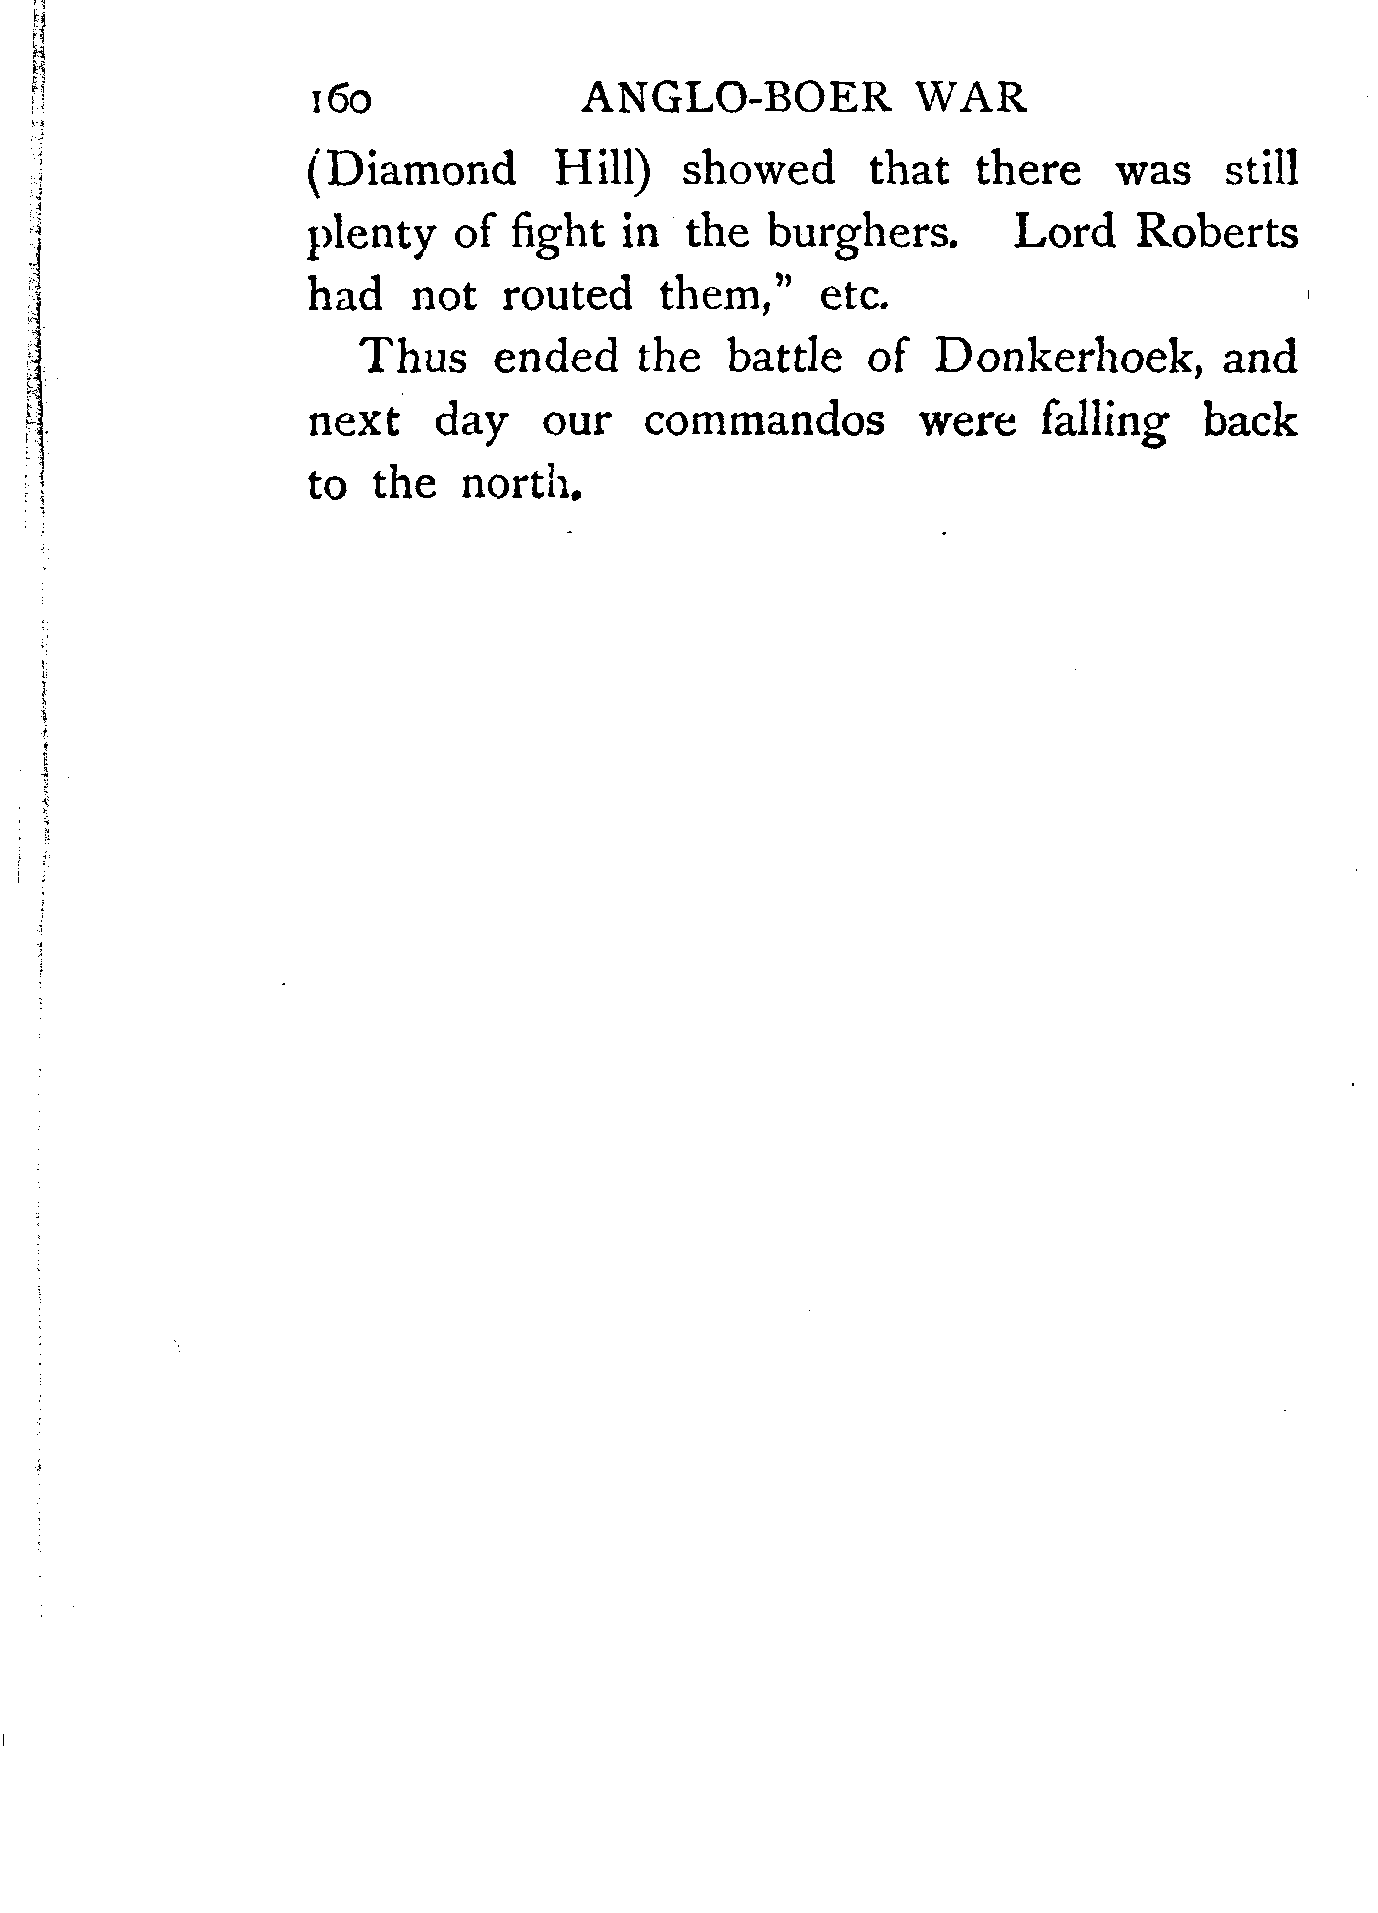 160 ANGLO-BOER WAR
(Diamond Hill) showed that there was still
plenty of fight in the burghers. Lord Roberts
had not routed them,” etc.
Thus ended the battle of Donkerhoek, and
next day our commandos were falling back
to the north.